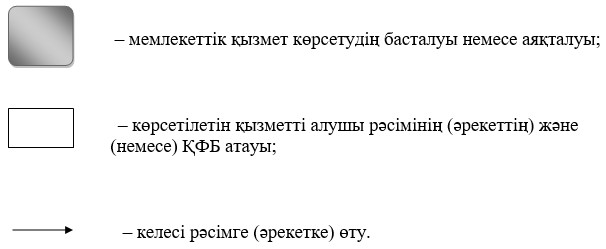 – мемлекеттік қызмет көрсетудің басталуы немесе аяқталуы;
– көрсетілетін қызметті алушы рәсімінің (әрекеттің) және
(немесе) ҚФБ атауы;
– келесі рәсімге (әрекетке) өту.